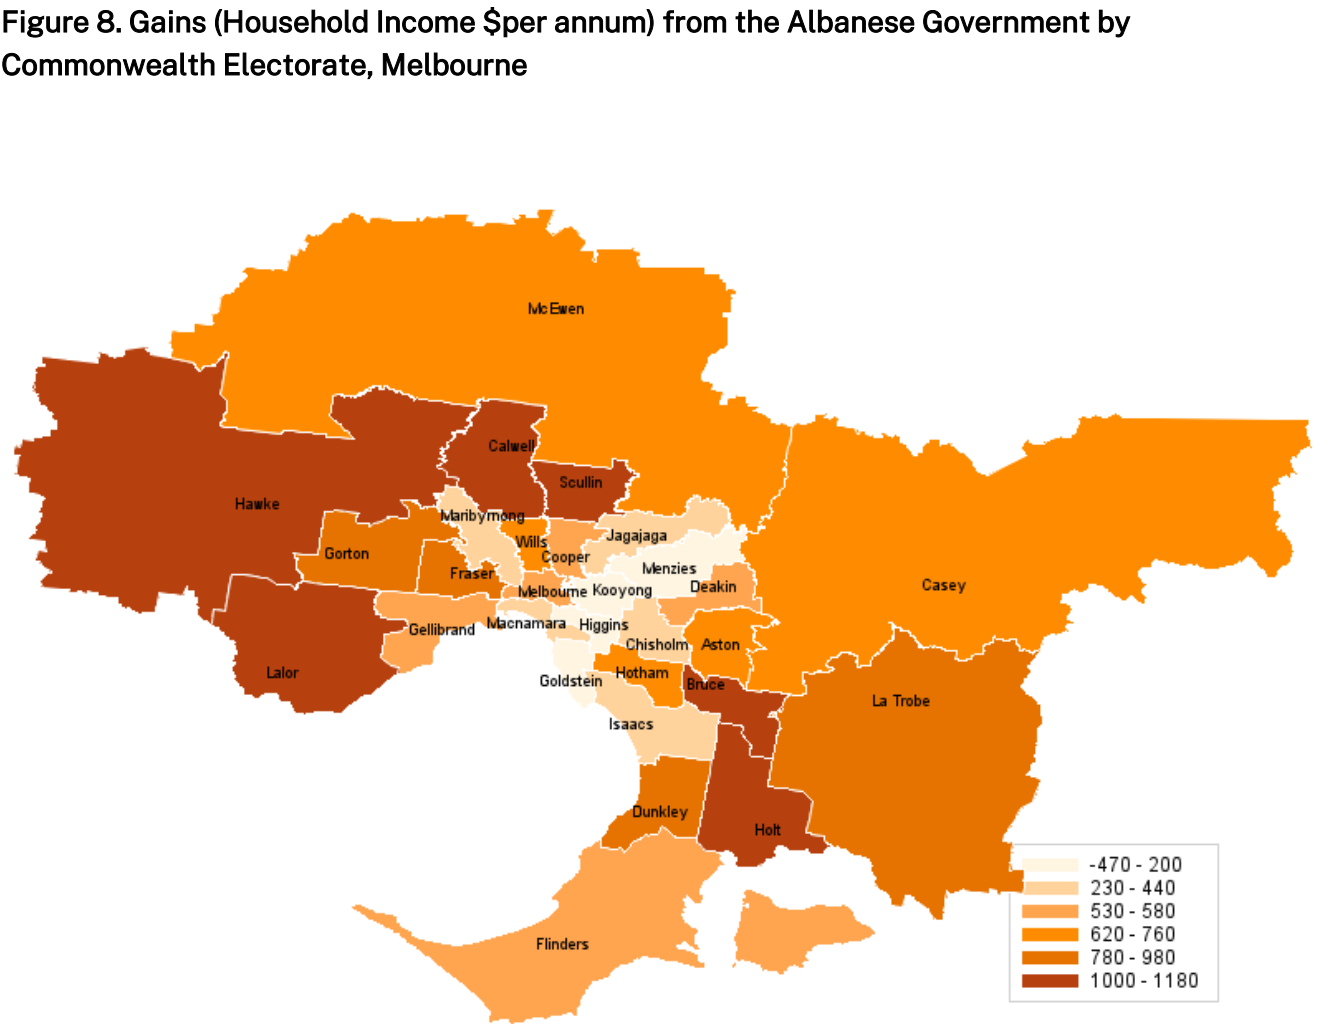 Figure 8. Gains (Household Income $per annum) from the Albanese Government by
Commonwealth Electorate, Melbourne
McEwen
Calwell
Scullin
Hawke
Maribyrnong
Jagajaga
Wills
Gorton
Cooper
Menzies
Fraser
Casey
Deakin
Melbourne
Kooyong
Macnamara
Higgins
Gellibrand
Chisholm
Aston
Lalor
Hotham
Goldstein
Bruce
La Trobe
Isaacs
Dunkley
Holt
-470 - 200
230 - 440
530 - 580
620 - 760
Flinders
780 - 980
1000 - 1180